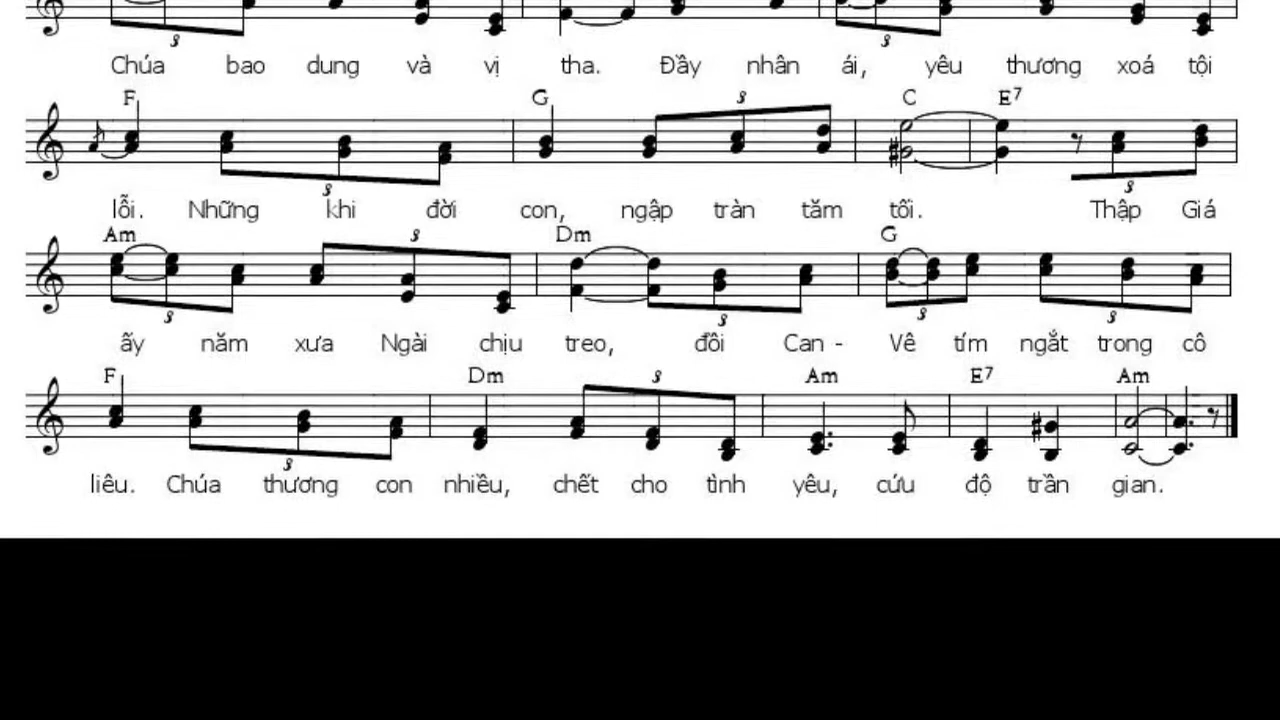 Chúa bao dung và vị tha. Đầy nhân ái, yêu thương xoá tội
F G C E7
lỗi. Những khi đời con, ngập tràn tăm tối. Thập Giá
Am Dm G
ấy năm xưa Ngài chịu treo, đồi Can - Vê tím ngắt trong cô
F Dm Am E7 Am
liêu. Chúa thương con nhiều, chết cho tình yêu, cứu độ trần gian.